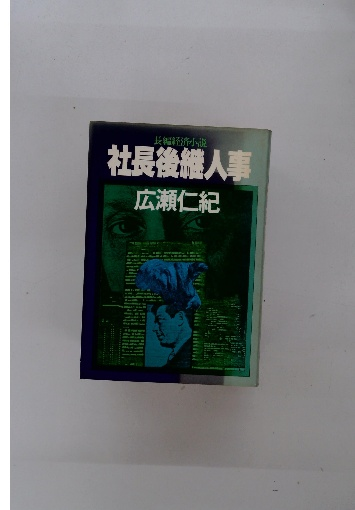 長編経済小説
社長後継人事
広瀬仁紀